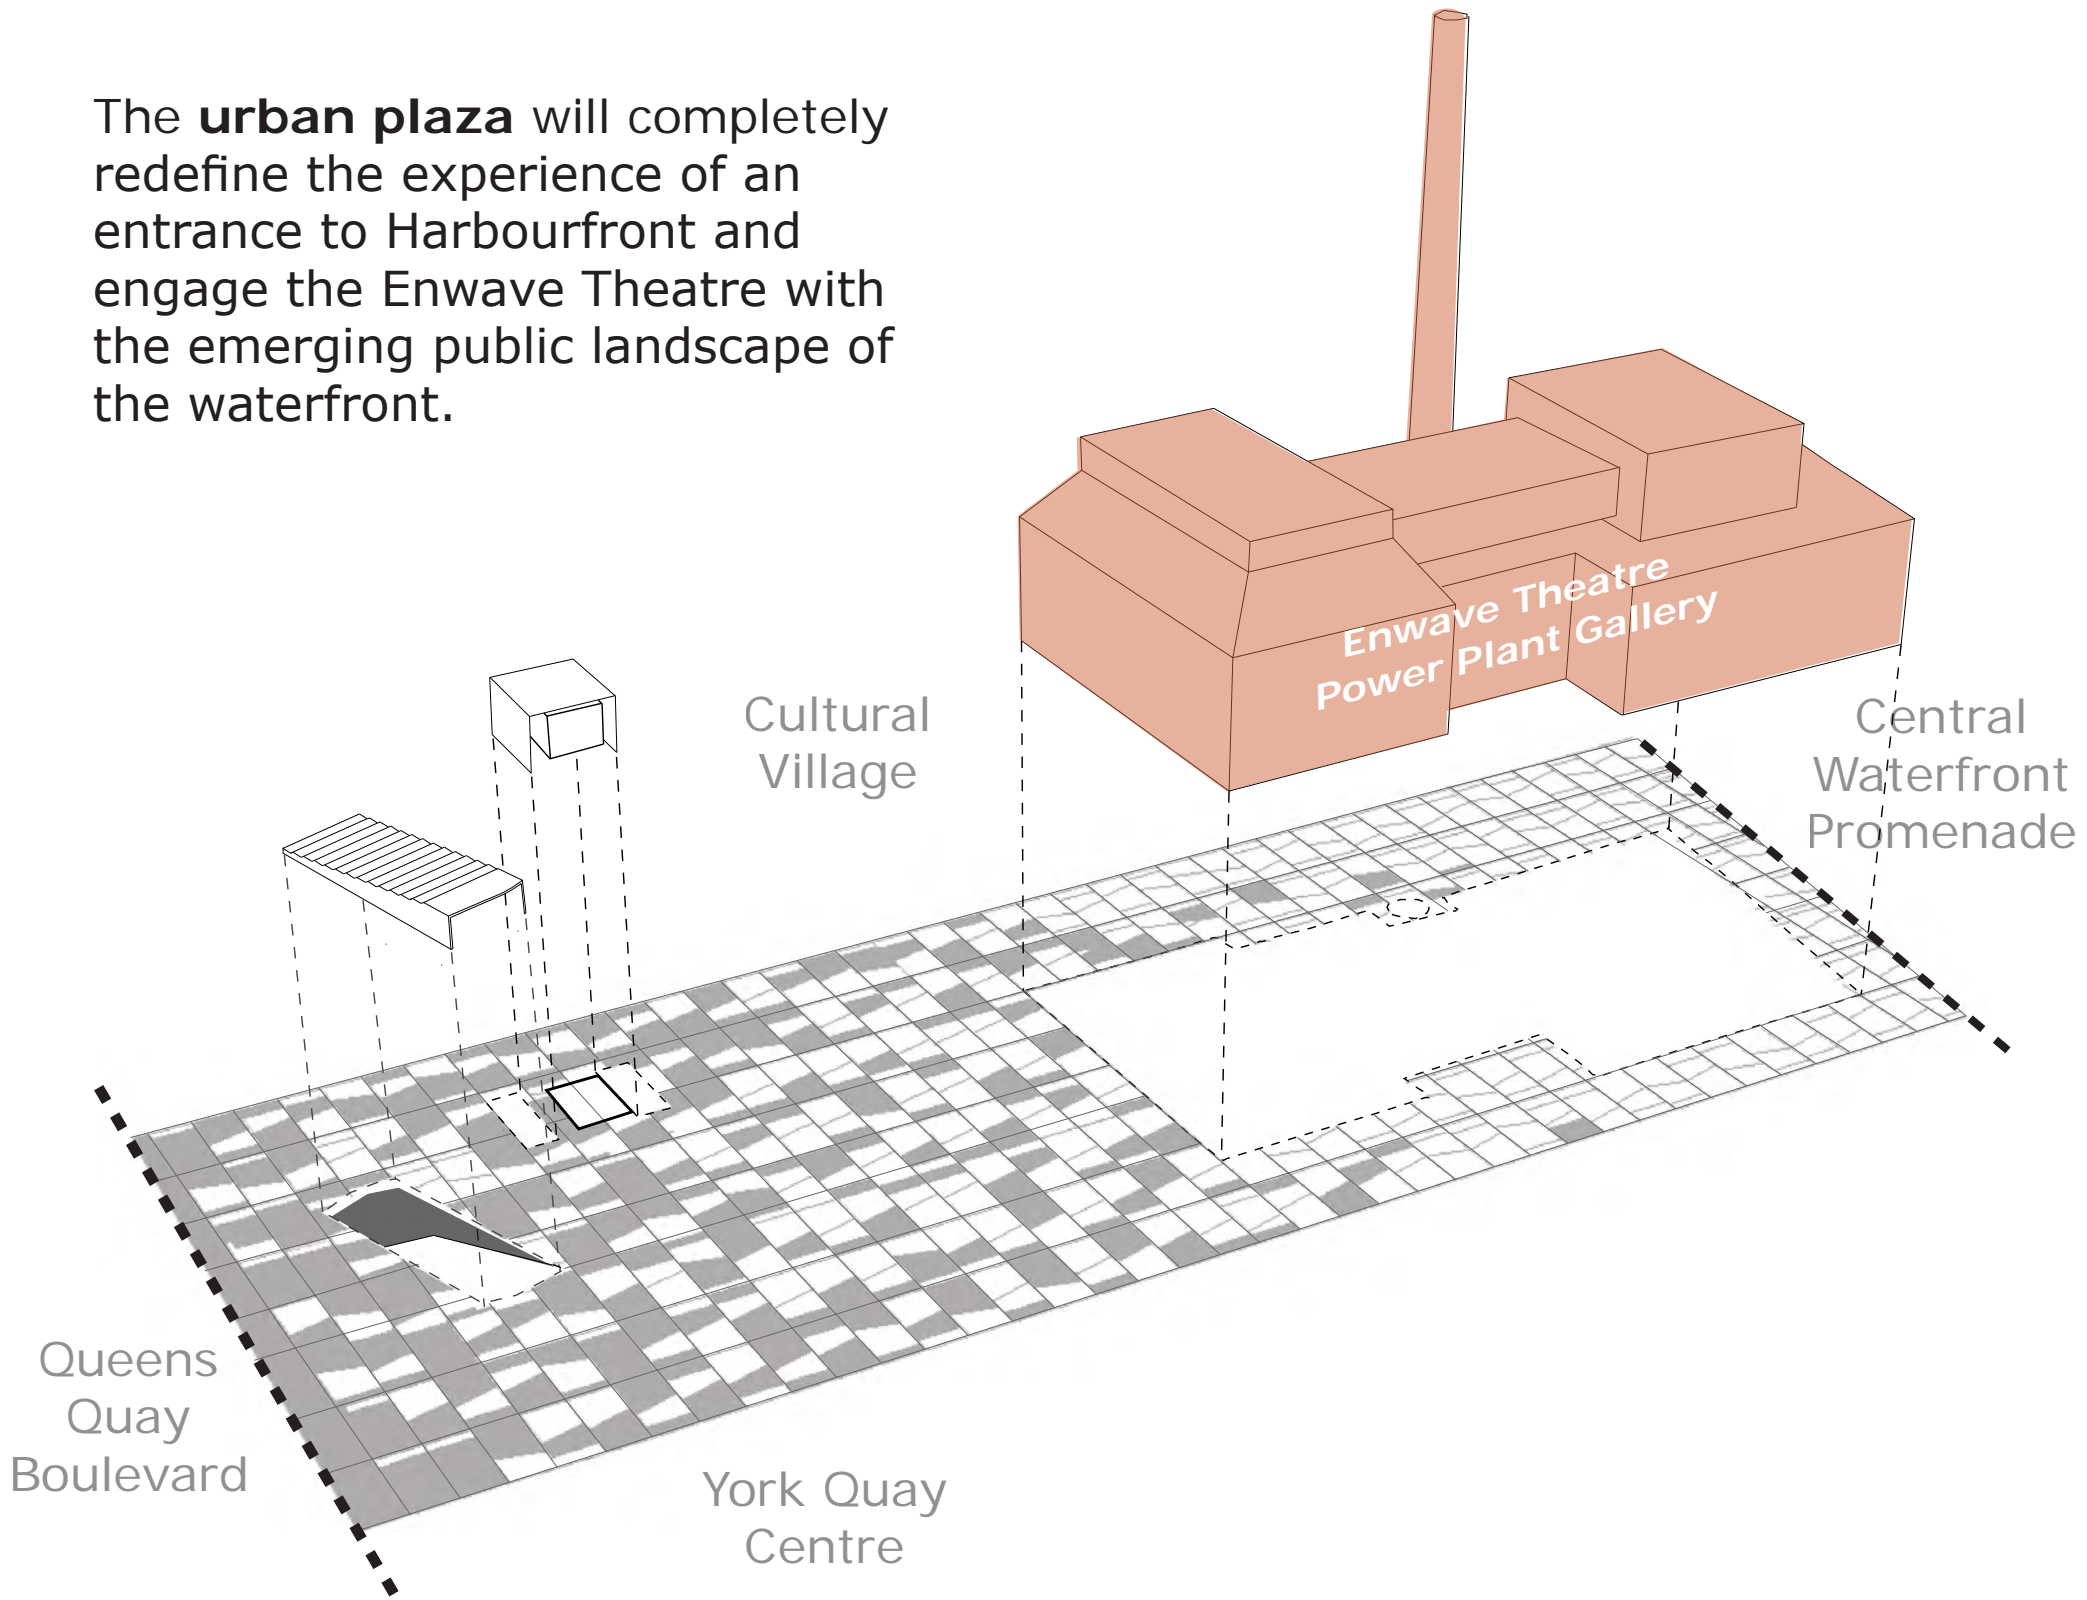 The urban plaza will completely
redefine the experience of an
entrance to Harbourfront and
engage the Enwave Theatre with
the emerging public landscape of
the waterfront.
Enwave Theatre
Power Plant Gallery
Cultural
Village
Central
Waterfront
Promenade
Queens
Quay
Boulevard
York Quay
Centre